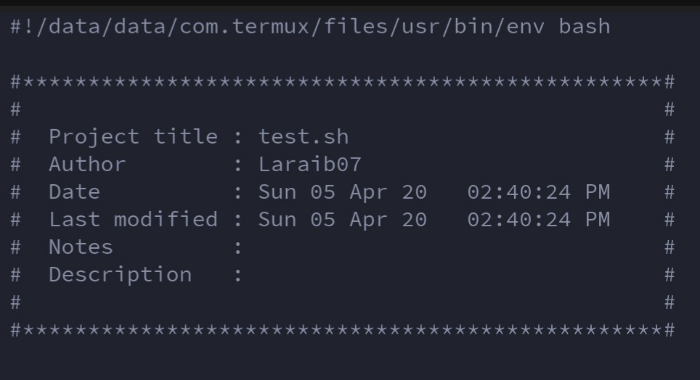 #!/data/data/com.termux/files/usr/bin/env bash
#*************************************************#
#                                                 #
#  Project title : test.sh                        #
#  Author        : Laraib07                       #
#  Date          : Sun 05 Apr 20   02:40:24 PM    #
#  Last modified : Sun 05 Apr 20   02:40:24 PM    #
#  Notes         :                                #
#  Description   :                                #
#                                                 #
#*************************************************#